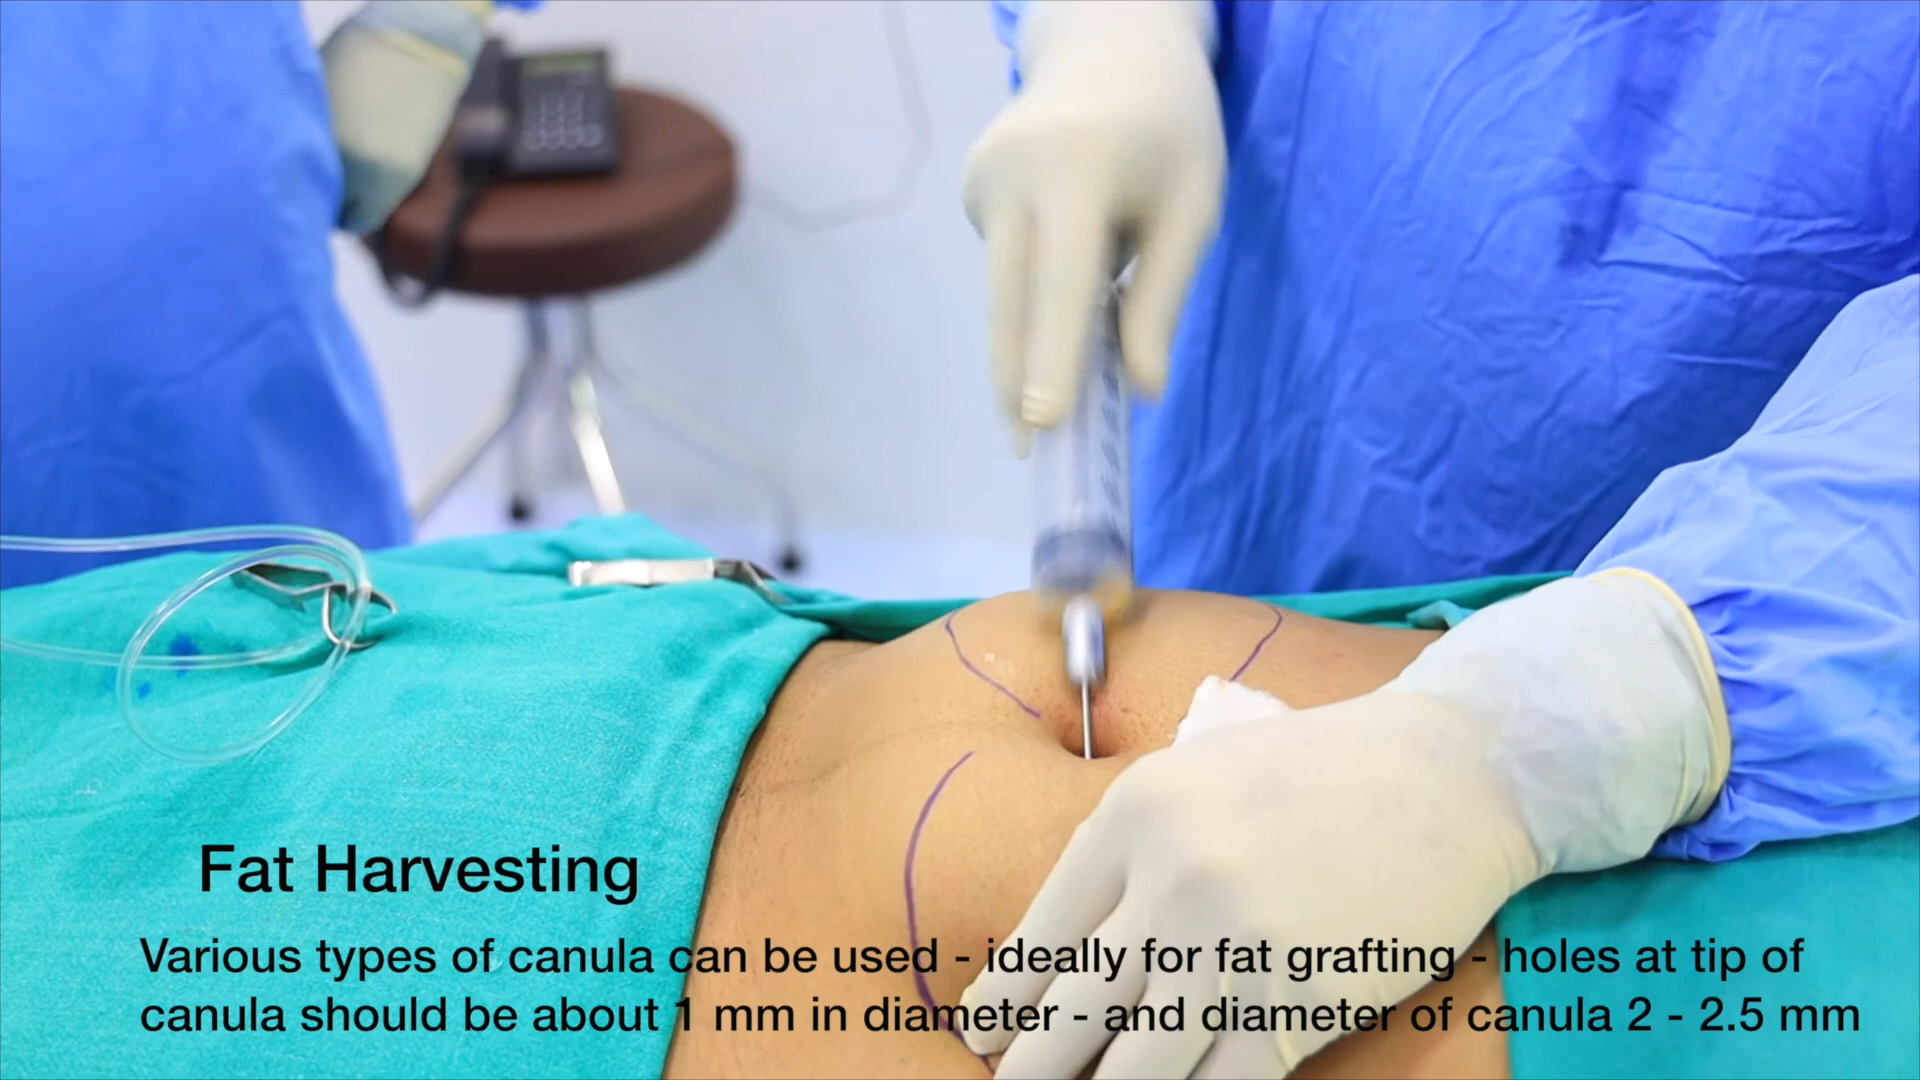 Fat Harvesting
Various types of canula can be used - ideally for fat grafting - holes at tip of
canula should be about 1 mm in diameter - and diameter of canula 2 - 2.5 mm